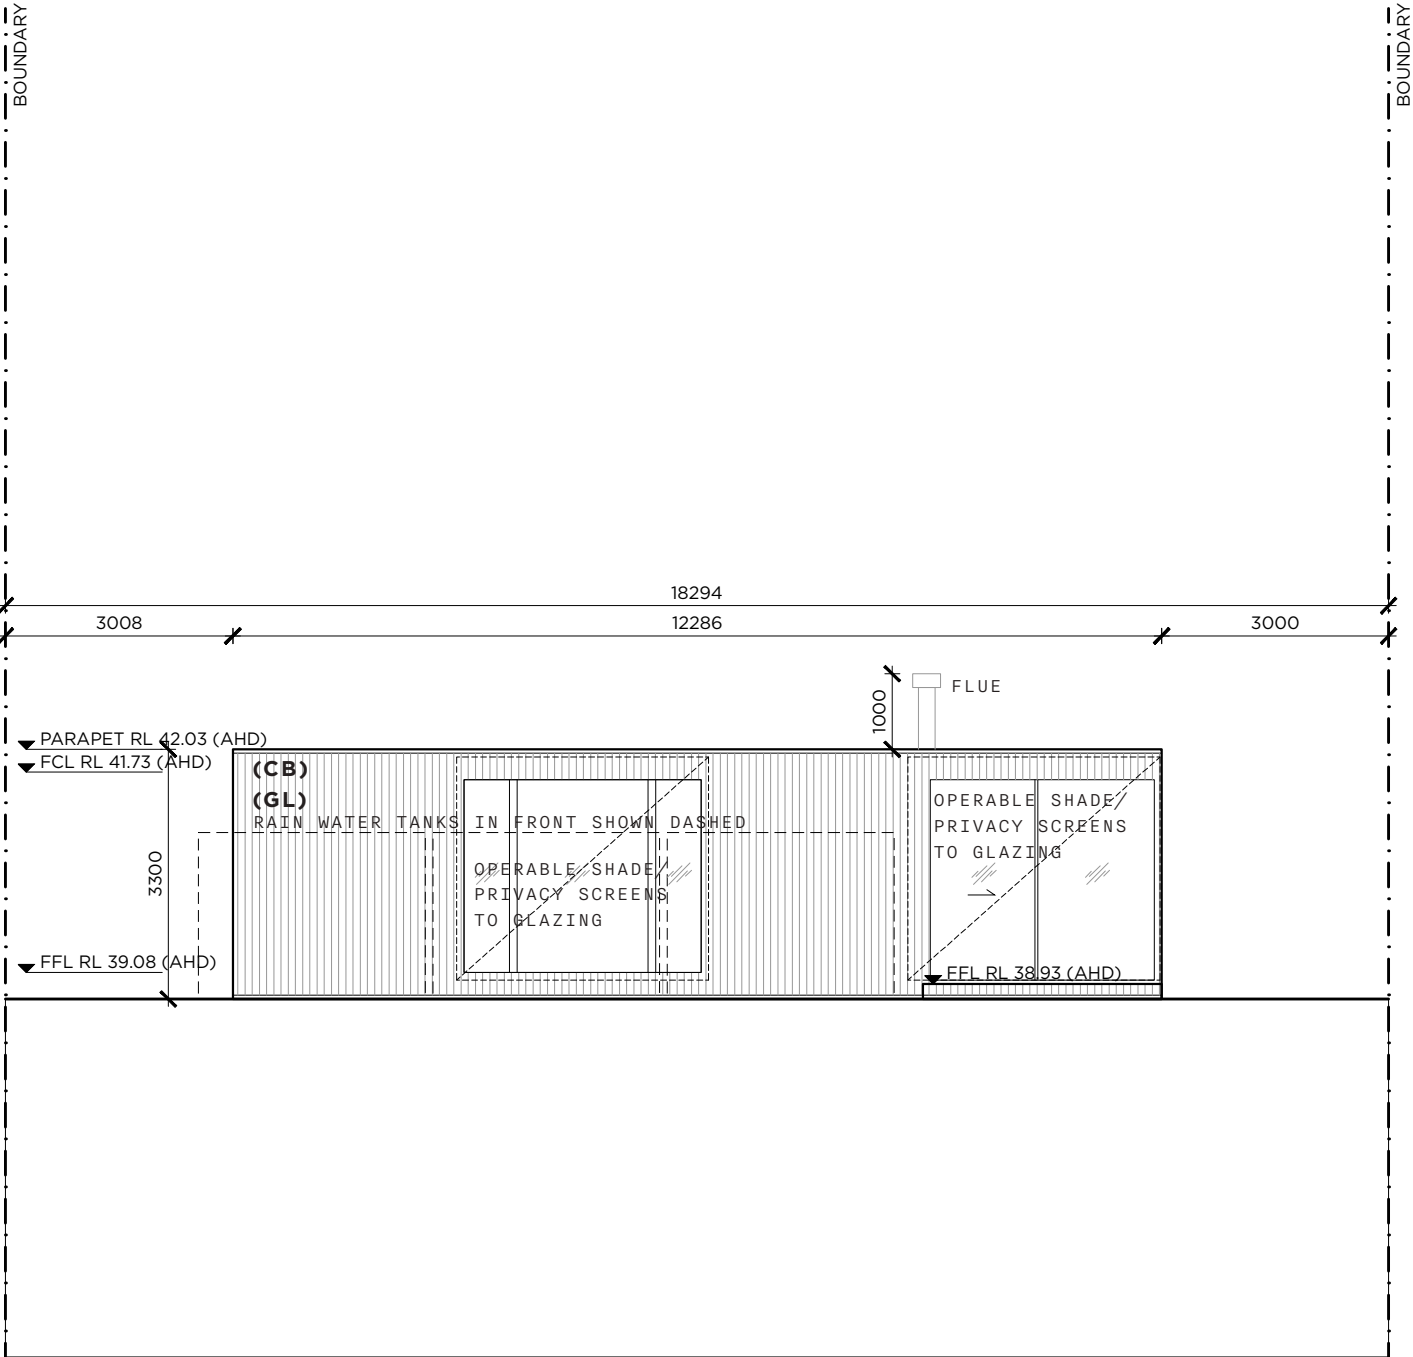 BOUNDARY
BOUNDARY
18294
3008
12286
3000
1000
FLUE
PARAPET RL 42.03 (AHD)
FCL RL 41.73 (AHD)
(CB)
(GL)
RAIN WATER TANKS IN FRONT SHOWN DASHED
OPERABLE SHADE/
PRIVACY SCREENS
TO GLAZING
OPERABLE SHADE/
PRIVACY SCREENS
TO GLAZING
3300
FFL RL 39.08 (AHD)
FFL RL 38.93 (AHD)